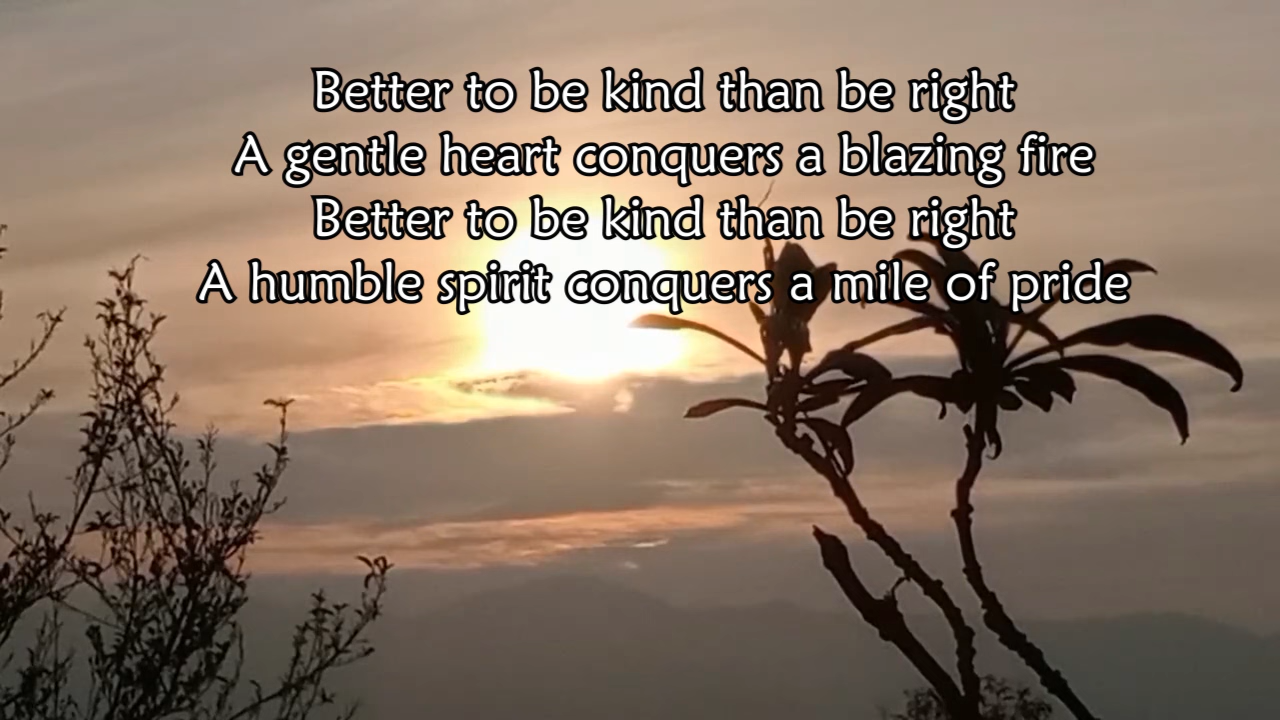 Better to be kind than be right
A gentle heart conquers a blazing fire
Better to be kind than be right
A humble spirit conquers a mile of pride